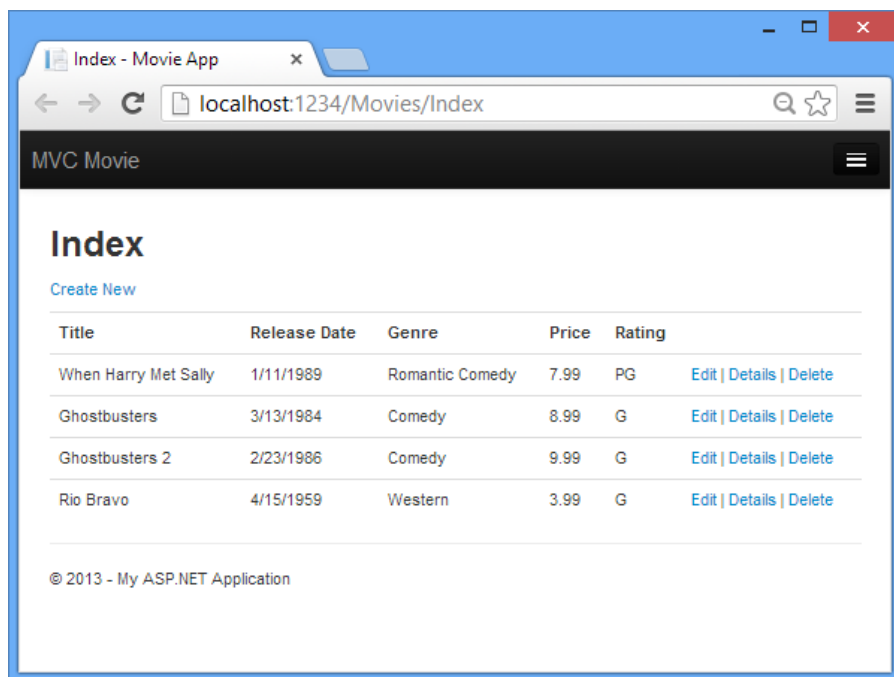 Index - Movie App
localhost:1234/Movies/Index
MVC Movie
Index
Create New
Title Release Date Genre Price Rating
When Harry Met Sally 1/11/1989 Romantic Comedy 7.99 PG Edit | Details | Delete
Ghostbusters 3/13/1984 Comedy 8.99 G Edit | Details | Delete
Ghostbusters 2 2/23/1986 Comedy 9.99 G Edit | Details | Delete
Rio Bravo 4/15/1959 Western 3.99 G Edit | Details | Delete
© 2013 - My ASP.NET Application